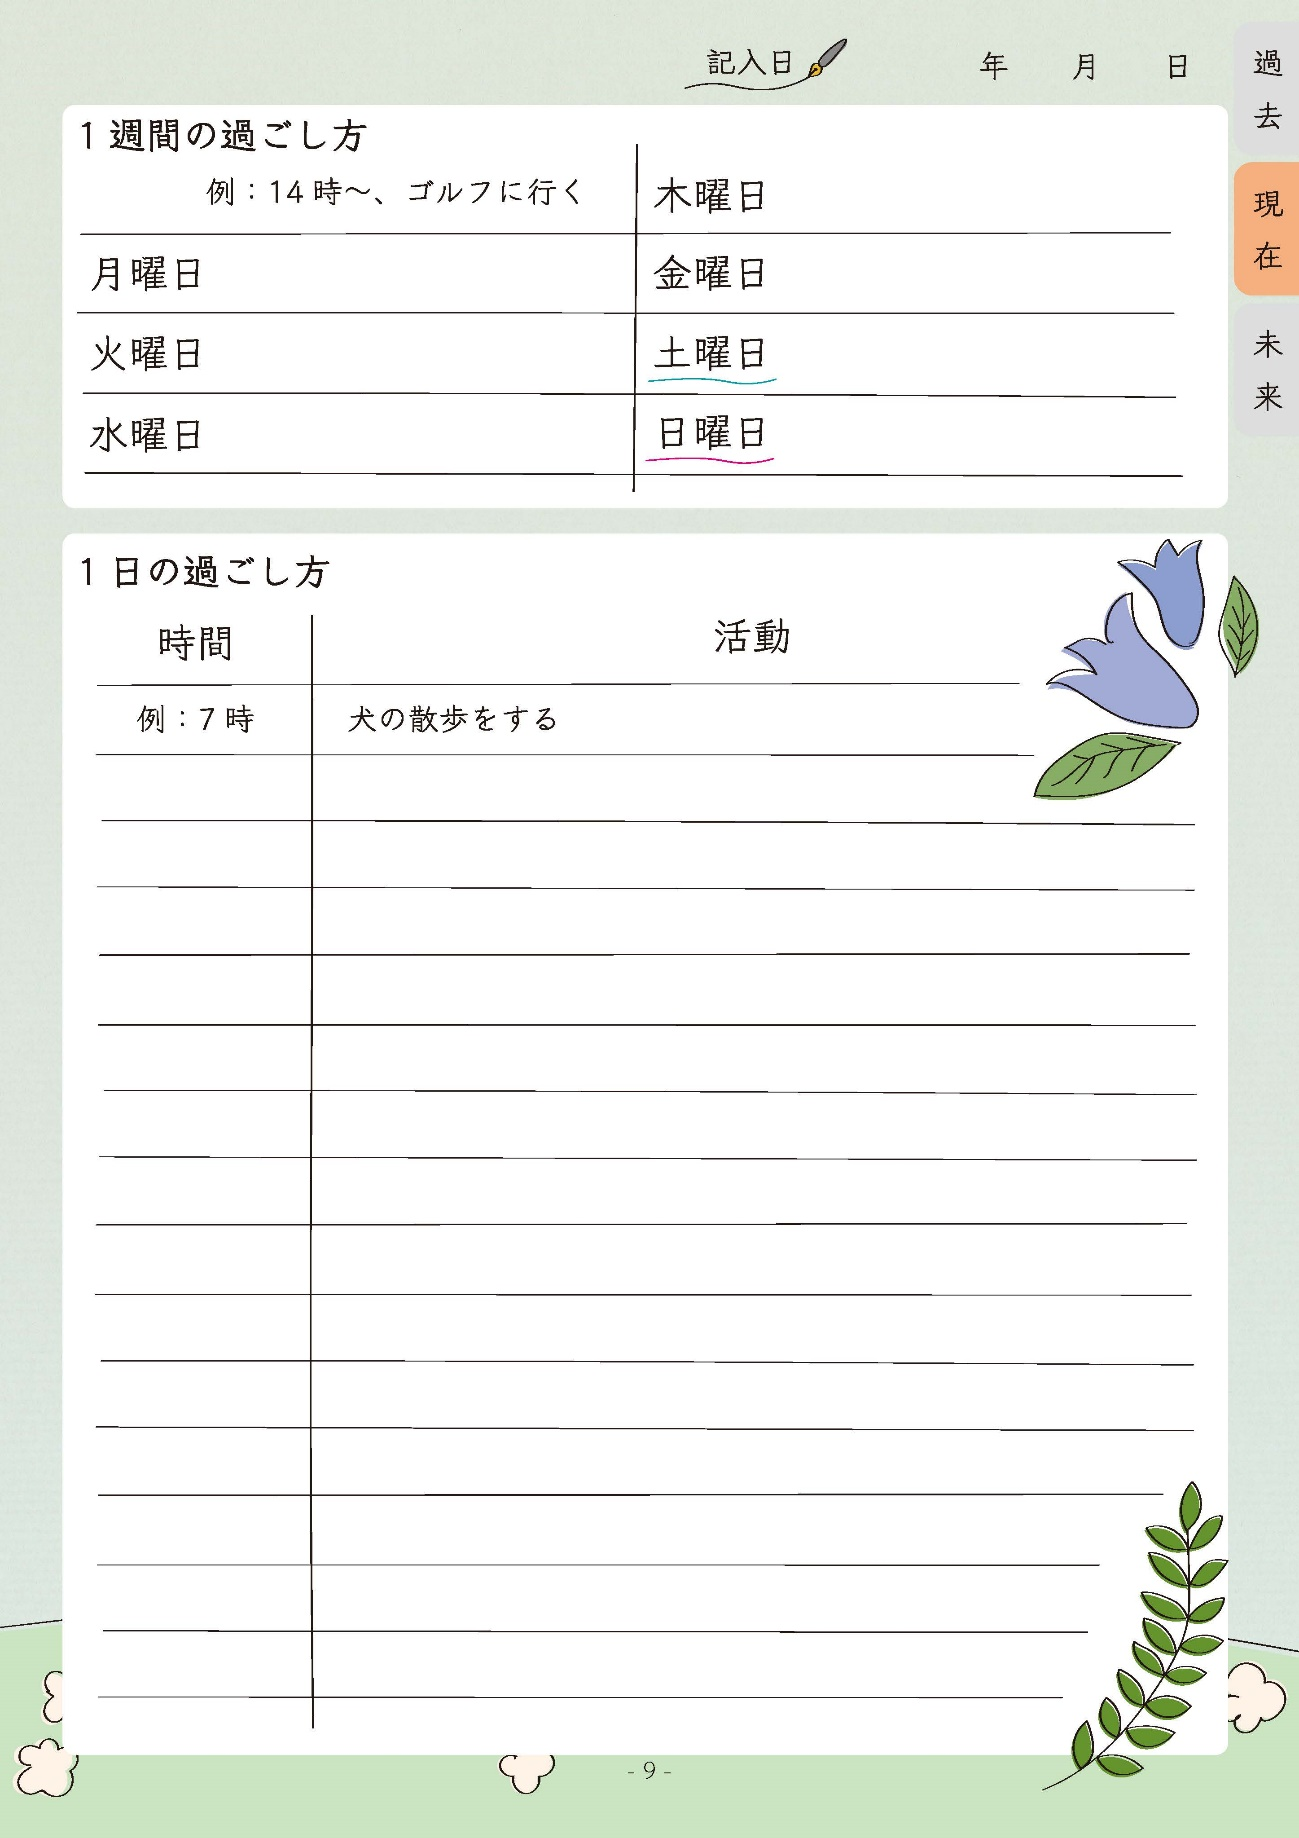 記入日 年 月 日
過去
現在
未来
1 週間の過ごし方
例：14 時〜、ゴルフに行く
月曜日
火曜日
水曜日
木曜日
金曜日
土曜日
日曜日
1 日の過ごし方
時間 活動
例：7 時 犬の散歩をする
- 9 -